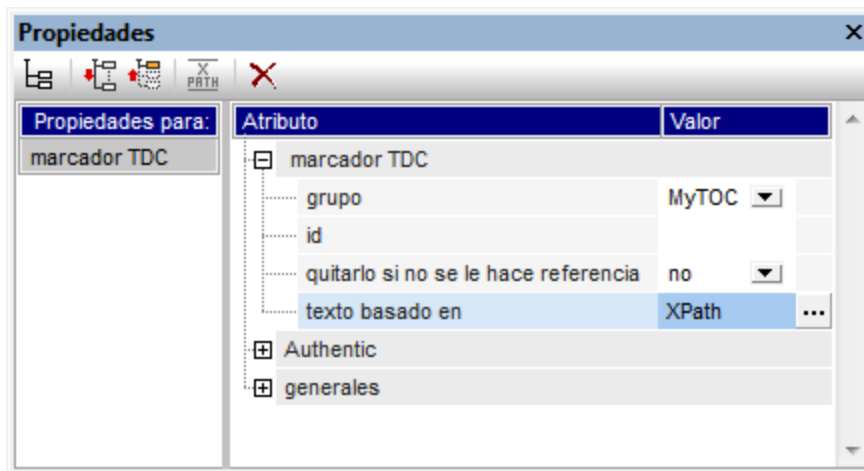 Propiedades
X
PATH
Propiedades para: Atributo Valor
marcador TDC marcador TDC
grupo MyTOC
id
quitarlo si no se le hace referencia no
texto basado en XPath ...
Authentic
generales